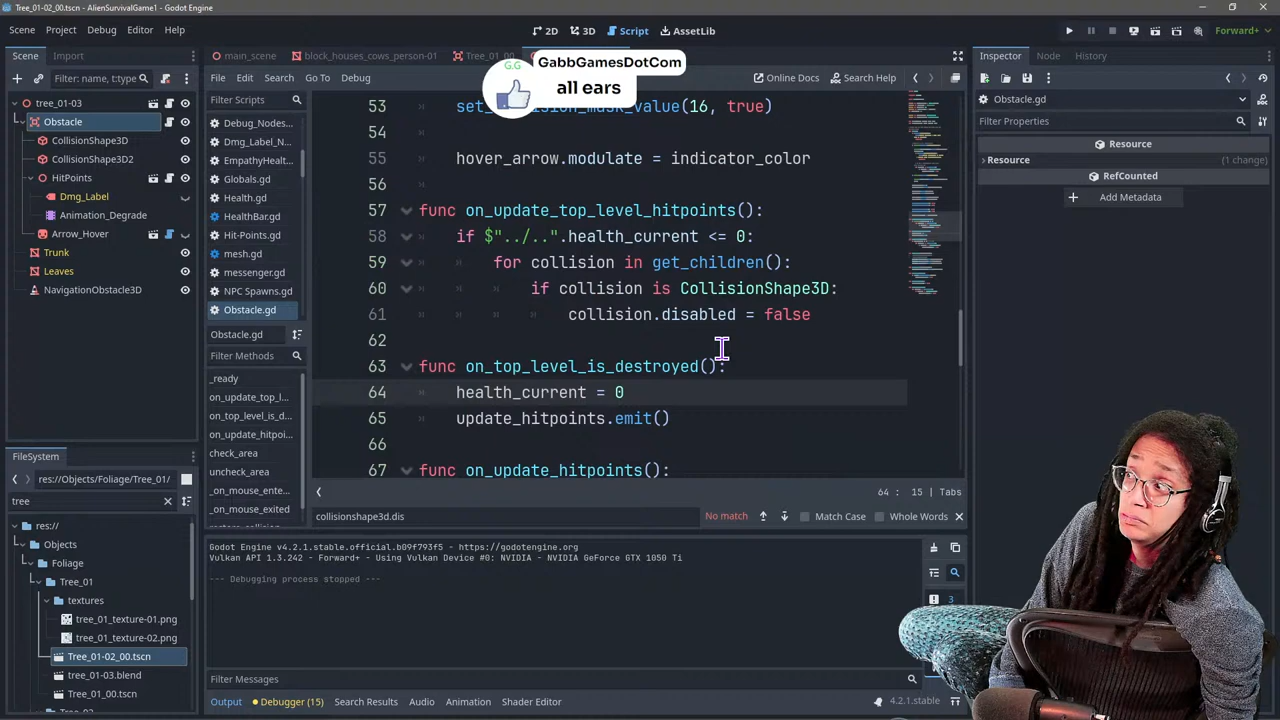 Tree_01-02_00.tscn - AlienSurvivalGame1 - Godot Engine
Scene Project Debug Editor Help
2D 3D Script AssetLib
Forward+
Scene Import
main_scene block_houses_cows_person-01 Tree_01_00
G.G GabbGamesDotCom
all ears
Filter: name, t:type
File Edit Search Go To Debug
Online Docs Search Help
Filter Scripts
Debug_Nodes...
Dmg_Label_N...
EmpathyHealt...
Globals.gd
Health.gd
HealthBar.gd
Hit-Points.gd
mesh.gd
messenger.gd
NPC Spawns.gd
Obstacle.gd
Obstacle.gd
Filter Methods
_ready
on_update_top_l...
on_top_level_is_d...
on_update_hitpoi...
check_area
uncheck_area
_on_mouse_ente...
_on_mouse_exited
tree_01-03
Obstacle
CollisionShape3D
CollisionShape3D2
HitPoints
Dmg_Label
Animation_Degrade
Arrow_Hover
Trunk
Leaves
NavigationObstacle3D
53 set_collision_mask_value(16, true)
54
55 hover_arrow.modulate = indicator_color
56
57 func on_update_top_level_hitpoints():
58 if $"../..".health_current <= 0:
59 for collision in get_children():
60 if collision is CollisionShape3D:
61 collision.disabled = false
62
63 func on_top_level_is_destroyed():
64 health_current = 0
65 update_hitpoints.emit()
66
67 func on_update_hitpoints():
64 : 15 | Tabs
collisionshape3d.dis No match Match Case Whole Words
Godot Engine v4.2.1.stable.official.b09f793f5 - https://godotengine.org
Vulkan API 1.3.242 - Forward+ - Using Vulkan Device #0: NVIDIA - NVIDIA GeForce GTX 1050 Ti
--- Debugging process stopped ---
3
Filter Messages
Output Debugger (15) Search Results Audio Animation Shader Editor
4.2.1.stable
FileSystem
res://Objects/Foliage/Tree_01/
tree
res://
Objects
Foliage
Tree_01
textures
tree_01_texture-01.png
tree_01_texture-02.png
Tree_01-02_00.tscn
tree_01-03.blend
Tree_01_00.tscn
Inspector Node History
Obstacle.gd
Filter Properties
Resource
Resource (1 change)
RefCounted
Add Metadata